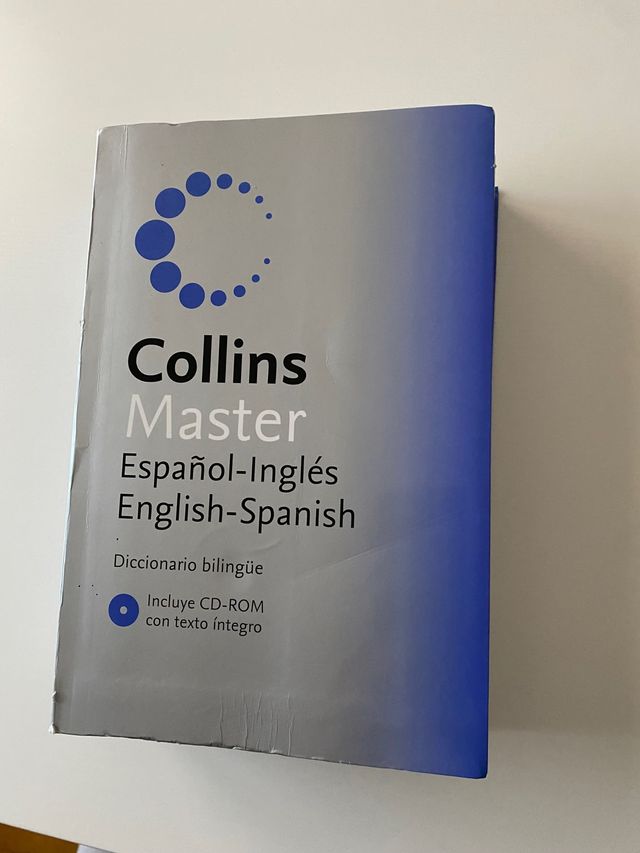 Collins
Master
Español-Inglés
English-Spanish
Diccionario bilingüe
Incluye CD-ROM
con texto íntegro